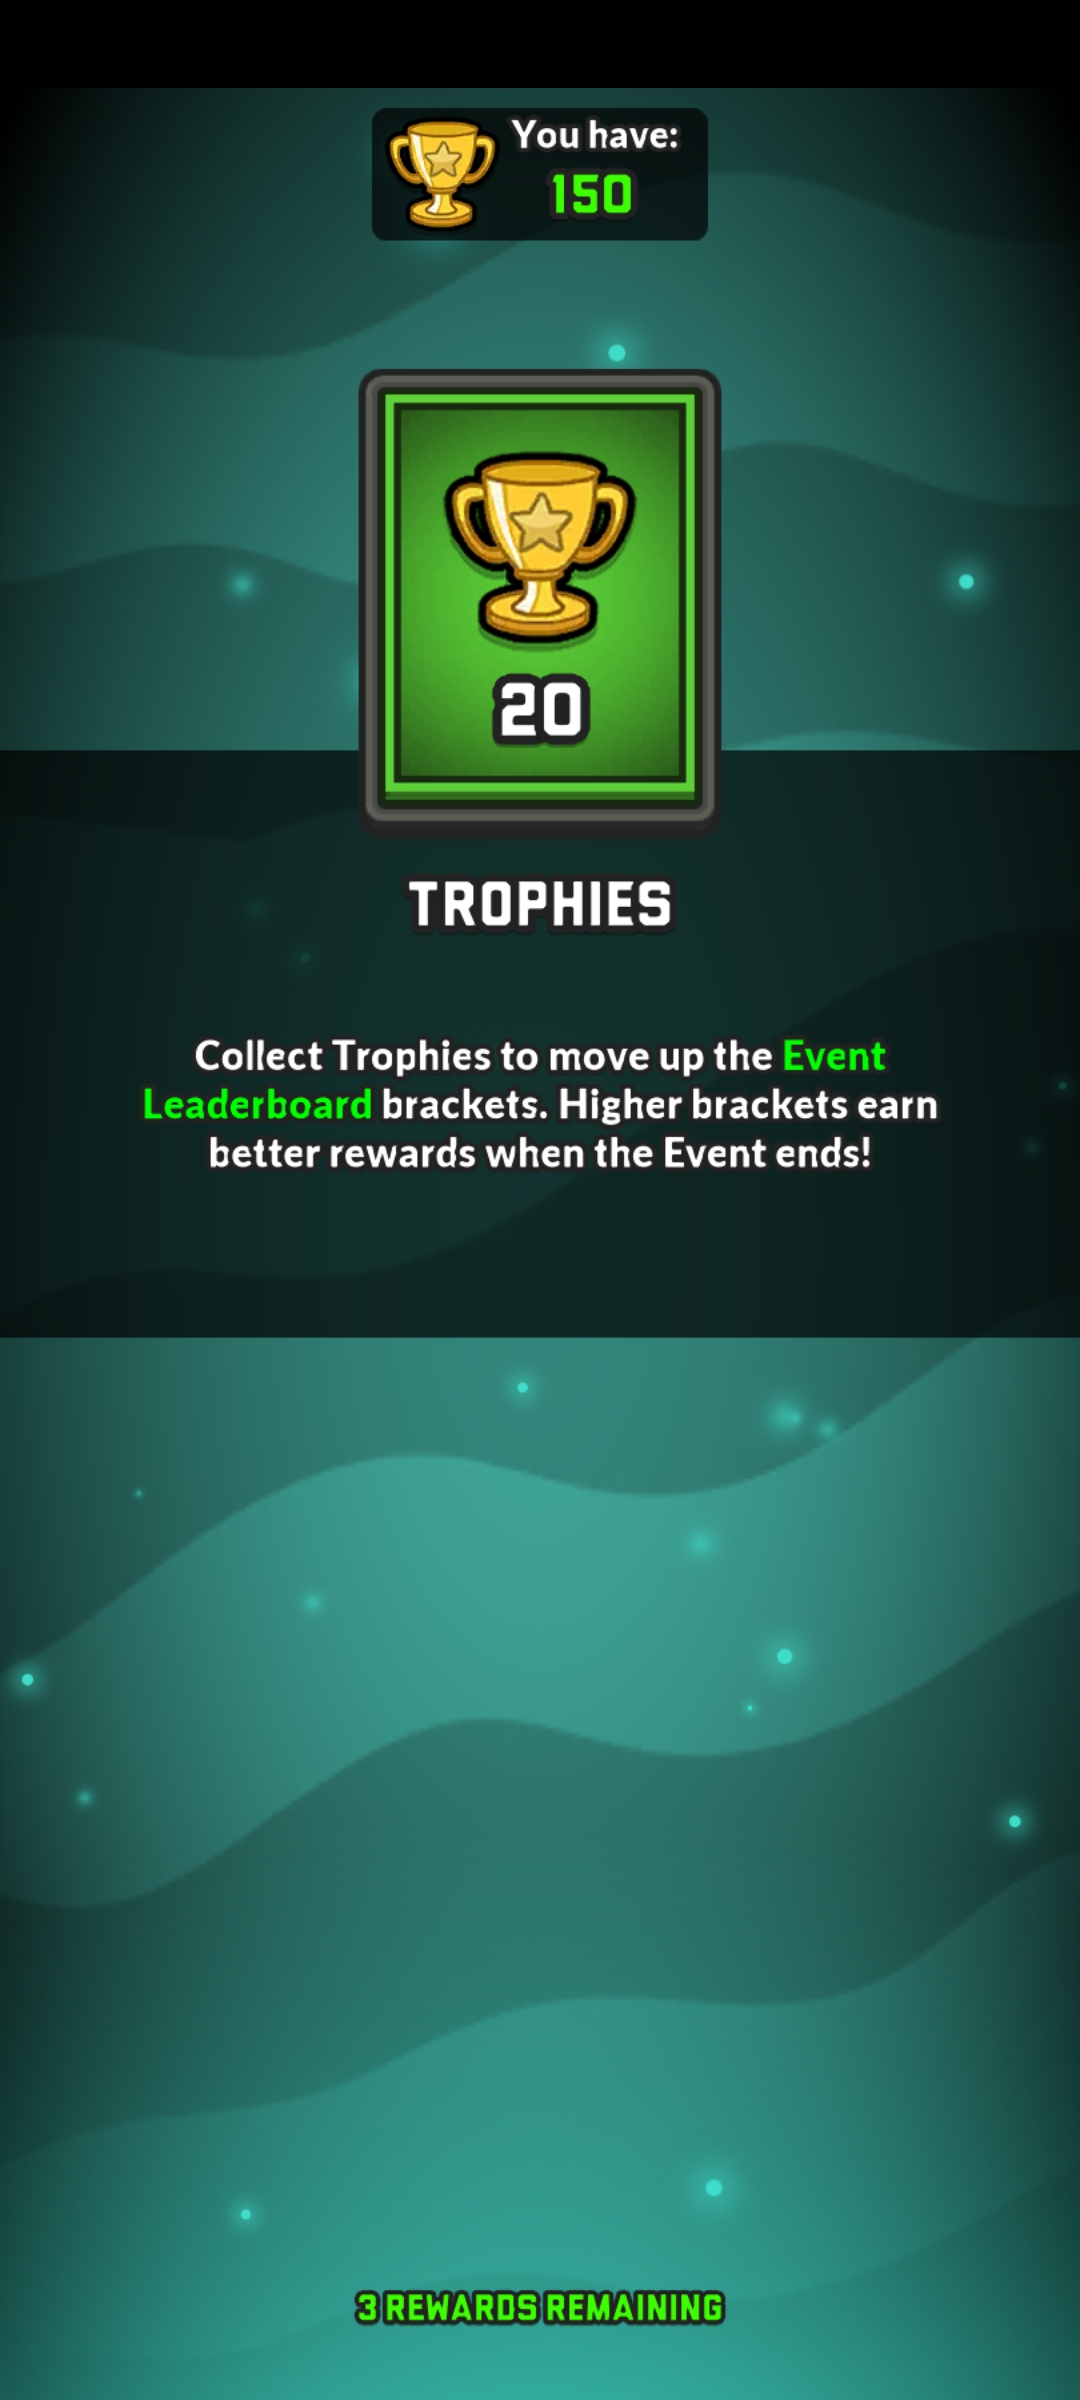 You have:
150
20
TROPHIES
Collect Trophies to move up the Event
Leaderboard brackets. Higher brackets earn
better rewards when the Event ends!
3 REWARDS REMAINING